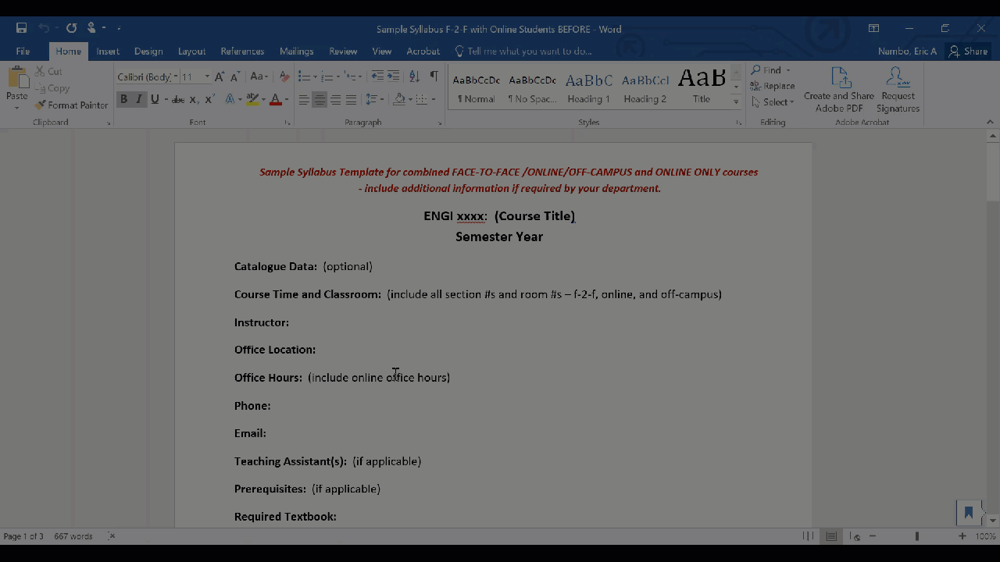 Sample Syllabus F-2-F with Online Students BEFORE - Word
File Home Insert Design Layout References Mailings Review View Acrobat Tell me what you want to do... Nambo, Eric A Share
Paste
Cut
Copy
Format Painter
Clipboard
Calibri (Body) 11
Font
Paragraph
AaBbCcDc AaBbCcDc AaBbC AaBbCcl AaB
¶ Normal ¶ No Spac... Heading 1 Heading 2 Title
Styles
Find
Replace
Select
Editing
Create and Share
Adobe PDF
Request
Signatures
Adobe Acrobat
Sample Syllabus Template for combined FACE-TO-FACE /ONLINE/OFF-CAMPUS and ONLINE ONLY courses
- include additional information if required by your department.
ENGI xxxx: (Course Title)
Semester Year
Catalogue Data: (optional)
Course Time and Classroom: (include all section #s and room #s – f-2-f, online, and off-campus)
Instructor:
Office Location:
Office Hours: (include online office hours)
Phone:
Email:
Teaching Assistant(s): (if applicable)
Prerequisites: (if applicable)
Required Textbook:
Page 1 of 3 667 words 100%